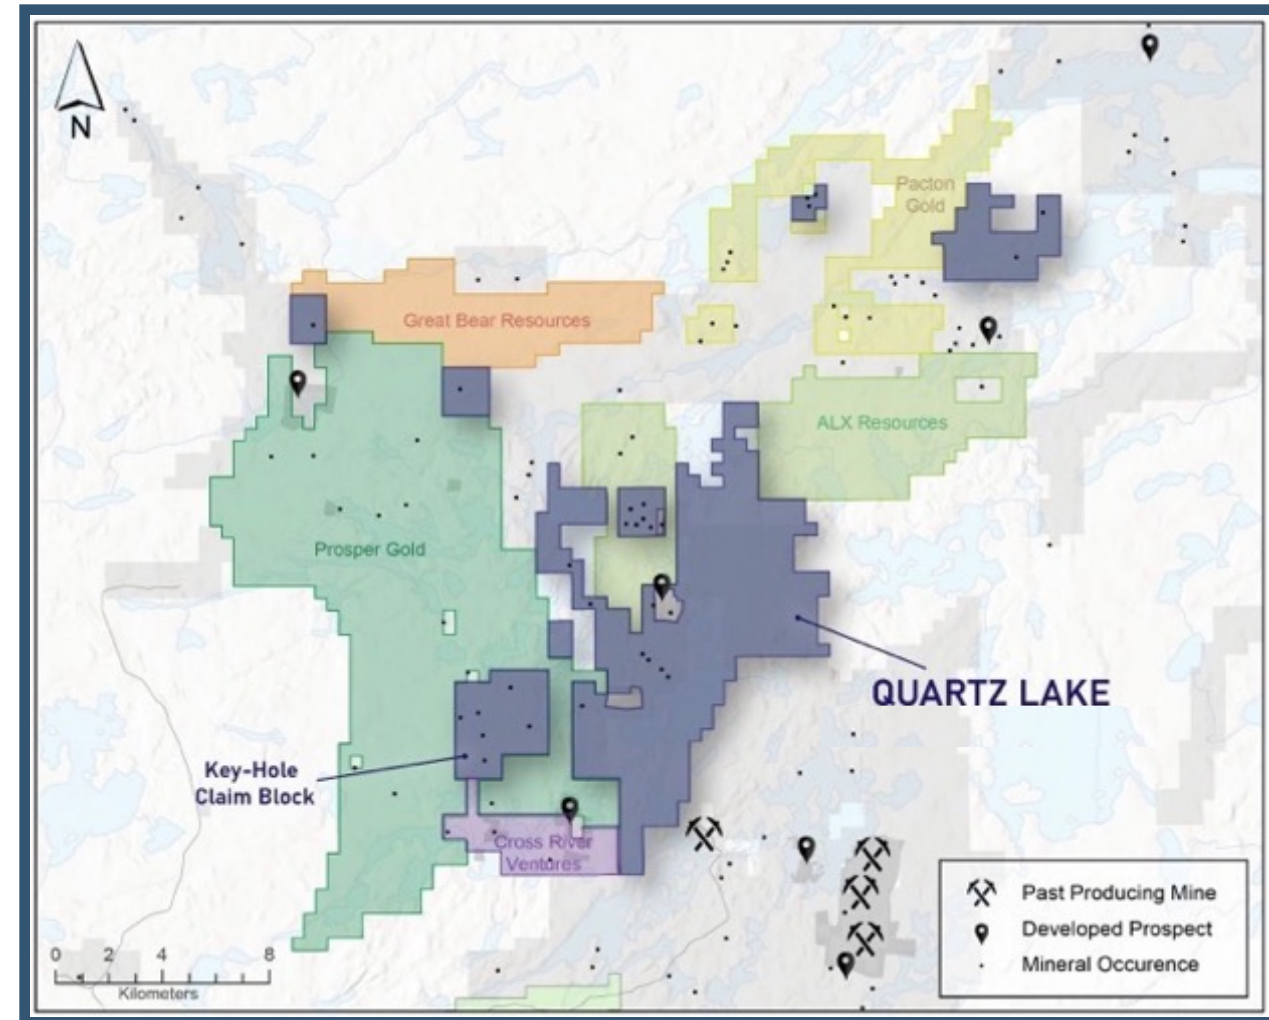 N
Pacton
Gold
Great Bear Resources
ALX Resources
Prosper Gold
QUARTZ LAKE
Key-Hole
Claim Block
Cross River
Ventures
Past Producing Mine
Developed Prospect
Mineral Occurence
0 2 4 8
Kilometers